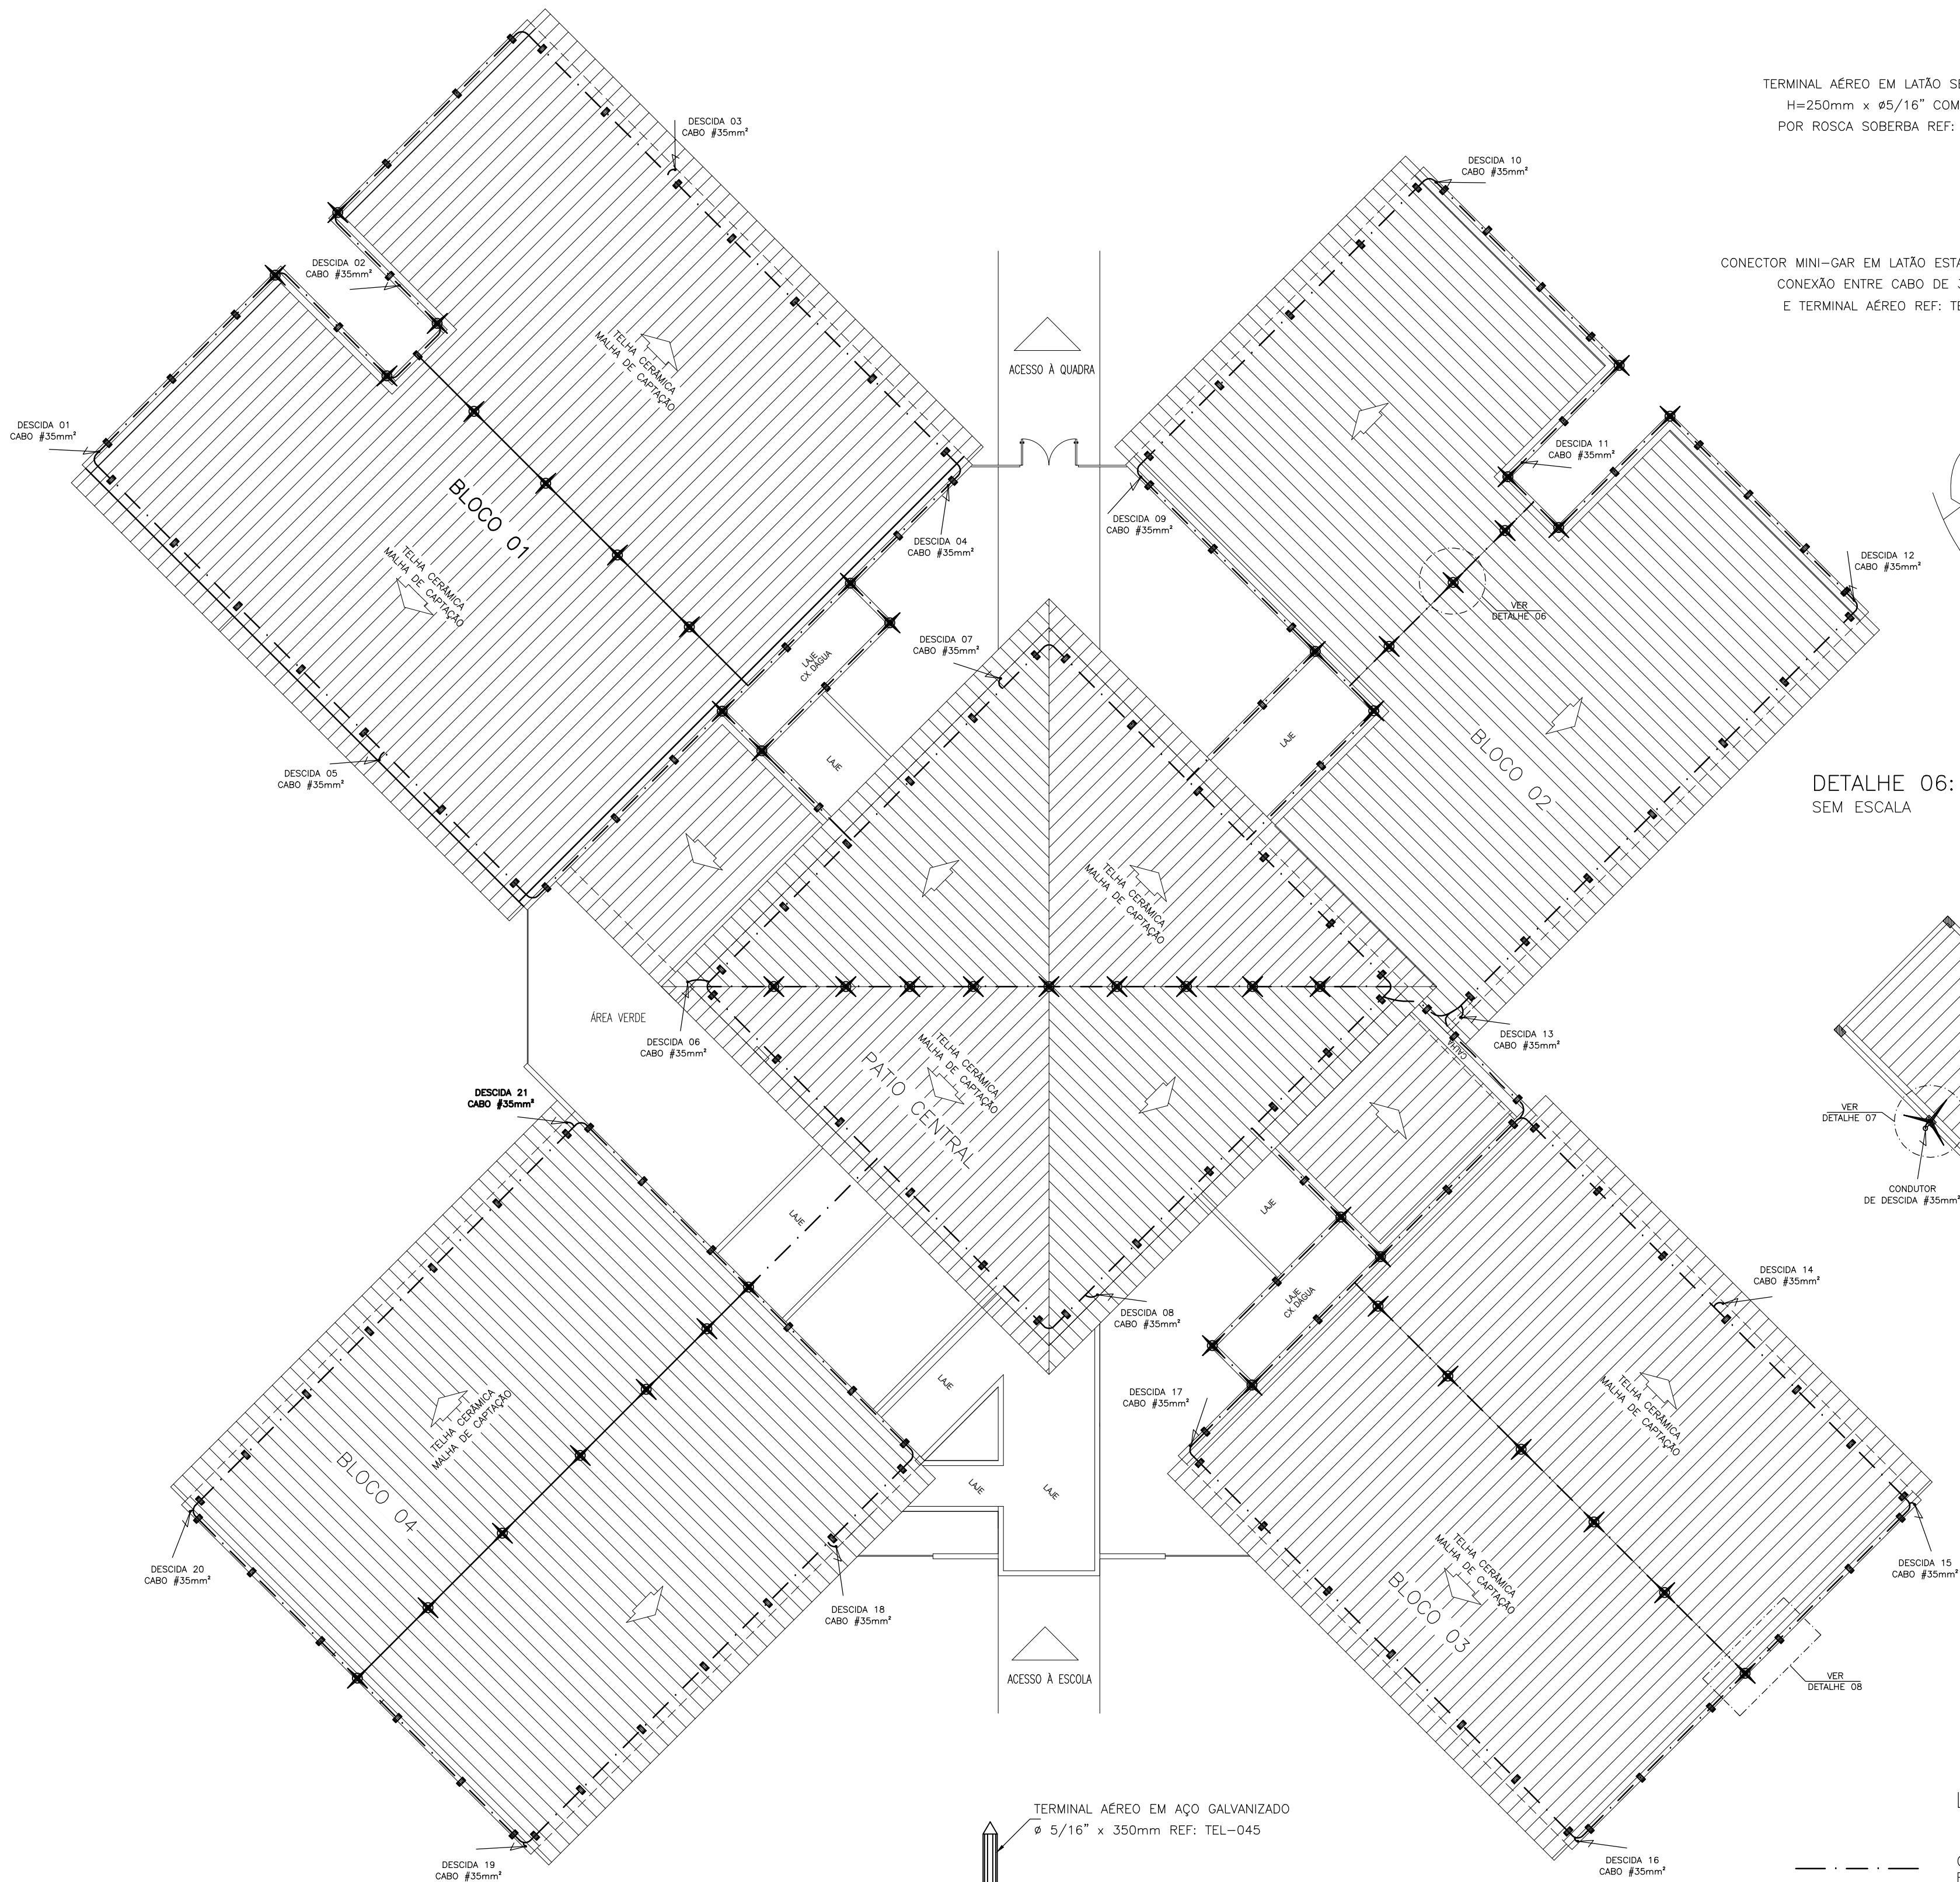 TERMINAL AÉREO EM LATÃO
H=250mm x ø5/16" COM
POR ROSCA SOBERBA REF:
DESCIDA 03
CABO #35mm²
DESCIDA 10
CABO #35mm²
DESCIDA 02
CABO #35mm²
CONECTOR MINI-GAR EM LATÃO
CONEXÃO ENTRE CABO DE
E TERMINAL AÉREO REF:
TELHA CERÂMICA
MALHA DE CAPTAÇÃO
ACESSO À QUADRA
DESCIDA 01
CABO #35mm²
DESCIDA 11
CABO #35mm²
BLOCO 01
DESCIDA 04
CABO #35mm²
DESCIDA 09
CABO #35mm²
DESCIDA 12
CABO #35mm²
TELHA CERÂMICA
MALHA DE CAPTAÇÃO
VER
DETALHE 06
DESCIDA 07
CABO #35mm²
LAJE
CX. DÁGUA
LAJE
LAJE
BLOCO 02
DESCIDA 05
CABO #35mm²
DETALHE 06:
SEM ESCALA
TELHA CERÂMICA
MALHA DE CAPTAÇÃO
ÁREA VERDE
DESCIDA 06
CABO #35mm²
DESCIDA 13
CABO #35mm²
CALHA
TELHA CERÂMICA
MALHA DE CAPTAÇÃO
PATIO CENTRAL
DESCIDA 21
CABO #35mm²
VER
DETALHE 07
CONDUTOR
DE DESCIDA #35mm²
LAJE
LAJE
DESCIDA 14
CABO #35mm²
LAJE
CX. DÁGUA
DESCIDA 08
CABO #35mm²
LAJE
DESCIDA 17
CABO #35mm²
TELHA CERÂMICA
MALHA DE CAPTAÇÃO
TELHA CERÂMICA
MALHA DE CAPTAÇÃO
BLOCO 04
LAJE
LAJE
DESCIDA 20
CABO #35mm²
DESCIDA 15
CABO #35mm²
TELHA CERÂMICA
MALHA DE CAPTAÇÃO
BLOCO 03
DESCIDA 18
CABO #35mm²
ACESSO À ESCOLA
VER
DETALHE 08
TERMINAL AÉREO EM AÇO GALVANIZADO
ø 5/16" x 350mm REF: TEL-045
DESCIDA 19
CABO #35mm²
DESCIDA 16
CABO #35mm²